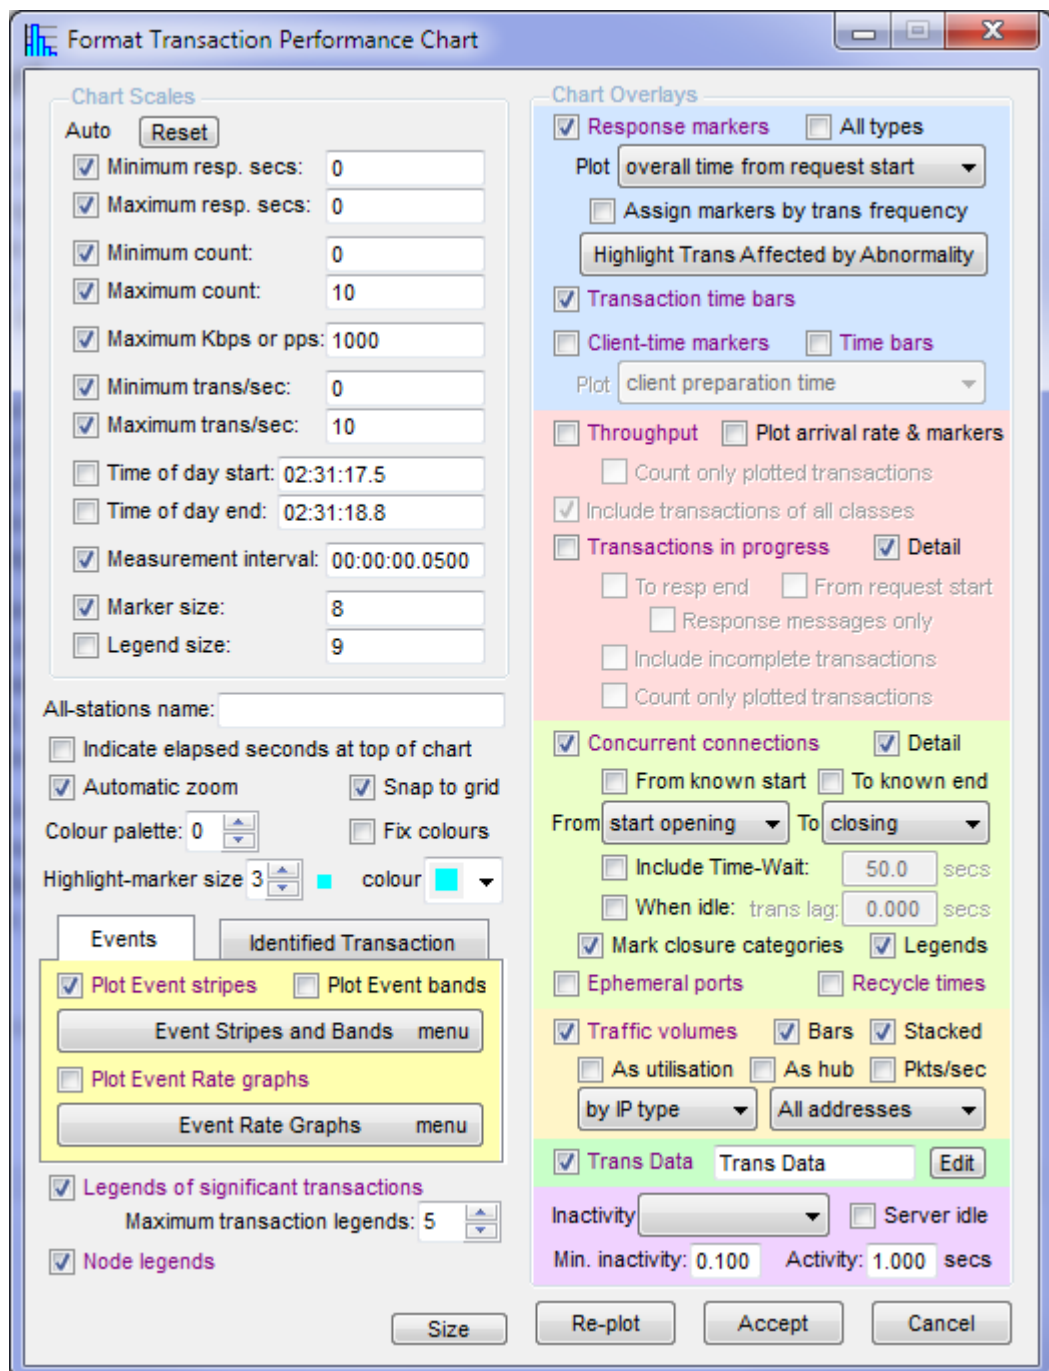 Format Transaction Performance Chart
Chart Scales
Auto Reset
Minimum resp. secs: 0
Maximum resp. secs: 0
Minimum count: 0
Maximum count: 10
Maximum Kbps or pps: 1000
Minimum trans/sec: 0
Maximum trans/sec: 10
Time of day start: 02:31:17.5
Time of day end: 02:31:18.8
Measurement interval: 00:00:00.0500
Marker size: 8
Legend size: 9
All-stations name:
Indicate elapsed seconds at top of chart
Automatic zoom Snap to grid
Colour palette: 0 Fix colours
Highlight-marker size 3 colour
Events Identified Transaction
Plot Event stripes Plot Event bands
Event Stripes and Bands menu
Plot Event Rate graphs
Event Rate Graphs menu
Legends of significant transactions
Maximum transaction legends: 5
Node legends
Size
Chart Overlays
Response markers All types
Plot overall time from request start
Assign markers by trans frequency
Highlight Trans Affected by Abnormality
Transaction time bars
Client-time markers Time bars
Plot client preparation time
Throughput Plot arrival rate & markers
Count only plotted transactions
Include transactions of all classes
Transactions in progress Detail
To resp end From request start
Response messages only
Include incomplete transactions
Count only plotted transactions
Concurrent connections Detail
From known start To known end
From start opening To closing
Include Time-Wait: 50.0 secs
When idle: trans lag: 0.000 secs
Mark closure categories Legends
Ephemeral ports Recycle times
Traffic volumes Bars Stacked
As utilisation As hub Pkts/sec
by IP type All addresses
Trans Data Trans Data Edit
Inactivity Server idle
Min. inactivity: 0.100 Activity: 1.000 secs
Re-plot Accept Cancel